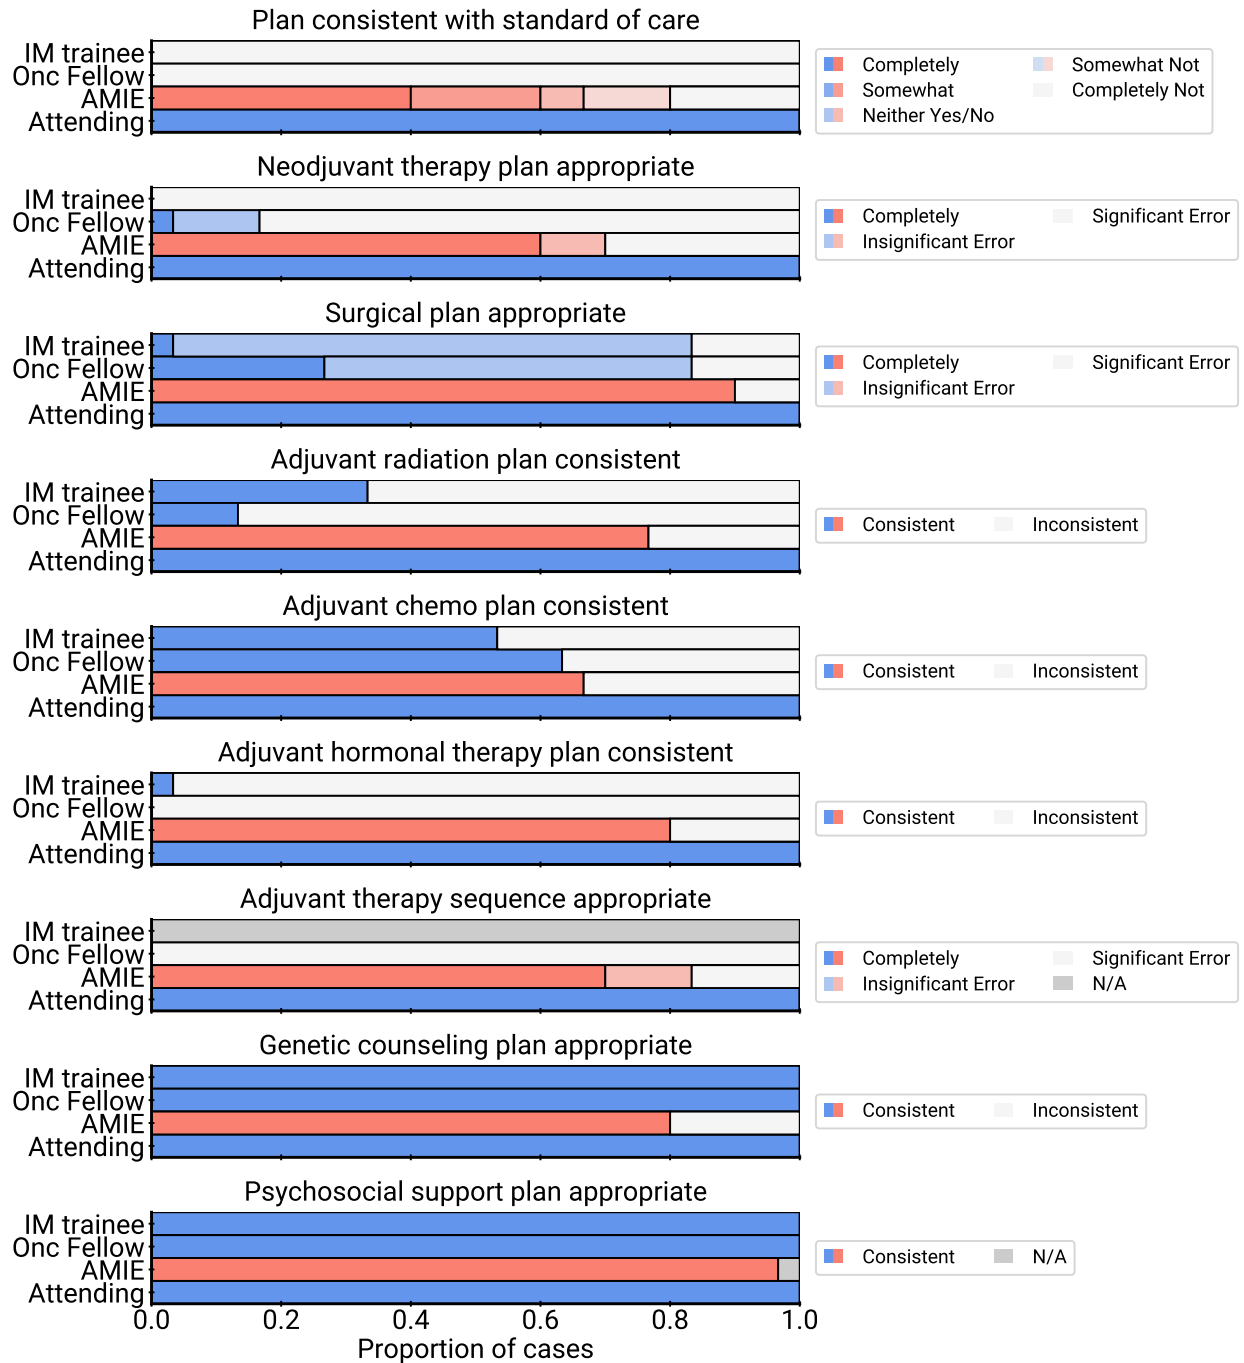 Plan consistent with standard of care
IM trainee
Onc Fellow
AMIE
Attending
Completely
Somewhat
Neither Yes/No
Somewhat Not
Completely Not
Neodjuvant therapy plan appropriate
IM trainee
Onc Fellow
AMIE
Attending
Completely
Insignificant Error
Significant Error
Surgical plan appropriate
IM trainee
Onc Fellow
AMIE
Attending
Completely
Insignificant Error
Significant Error
Adjuvant radiation plan consistent
IM trainee
Onc Fellow
AMIE
Attending
Consistent
Inconsistent
Adjuvant chemo plan consistent
IM trainee
Onc Fellow
AMIE
Attending
Consistent
Inconsistent
Adjuvant hormonal therapy plan consistent
IM trainee
Onc Fellow
AMIE
Attending
Consistent
Inconsistent
Adjuvant therapy sequence appropriate
IM trainee
Onc Fellow
AMIE
Attending
Completely
Insignificant Error
Significant Error
N/A
Genetic counseling plan appropriate
IM trainee
Onc Fellow
AMIE
Attending
Consistent
Inconsistent
Psychosocial support plan appropriate
IM trainee
Onc Fellow
AMIE
Attending
Consistent
N/A
0.0 0.2 0.4 0.6 0.8 1.0
Proportion of cases